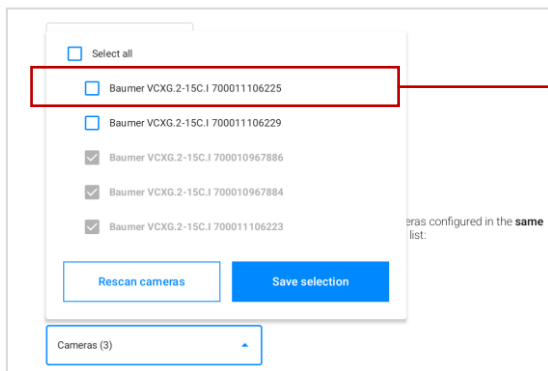 Select all
Baumer VCXG.2-15C.I 700011106225
Baumer VCXG.2-15C.I 700011106229
Baumer VCXG.2-15C.I 700010967886
Baumer VCXG.2-15C.I 700010967884
Baumer VCXG.2-15C.I 700011106223
configured in the same
list:
Rescan cameras Save selection
Cameras (3)